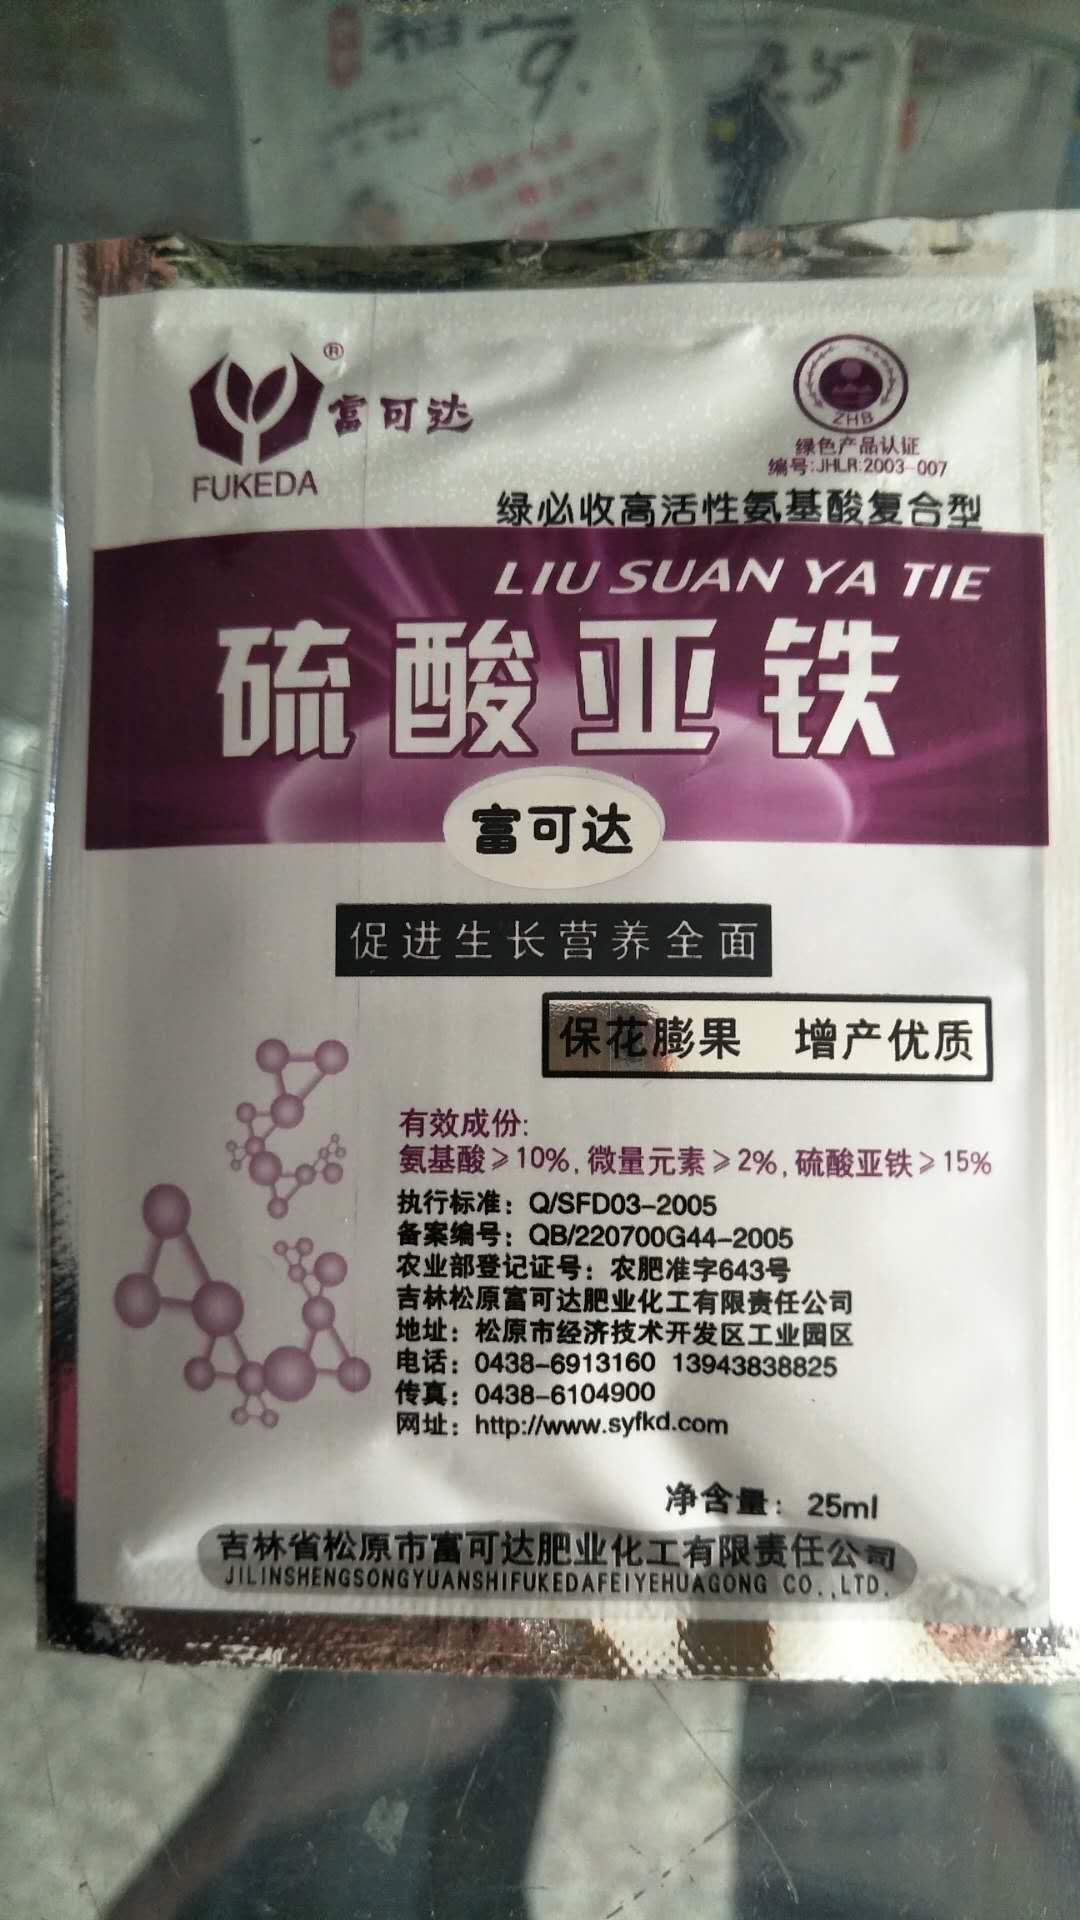 9.
25
®
富可达
FUKEDA
ZHB
绿色产品认证
编号:JHLR:2003-007
绿必收高活性氨基酸复合型
LIU SUAN YA TIE
硫酸亚铁
富可达
促进生长营养全面
保花膨果 增产优质
有效成份:
氨基酸≥10%, 微量元素≥2%, 硫酸亚铁≥15%
执行标准：Q/SFD03-2005
备案编号：QB/220700G44-2005
农业部登记证号：农肥准字643号
吉林松原富可达肥业化工有限责任公司
地址：松原市经济技术开发区工业园区
电话：0438-6913160 13943838825
传真：0438-6104900
网址：http://www.syfkd.com
净含量：25ml
吉林省松原市富可达肥业化工有限责任公司
JILINSHENGSONGYUANSHIFUKEDAFEIYEHUAGONG CO.,LTD.